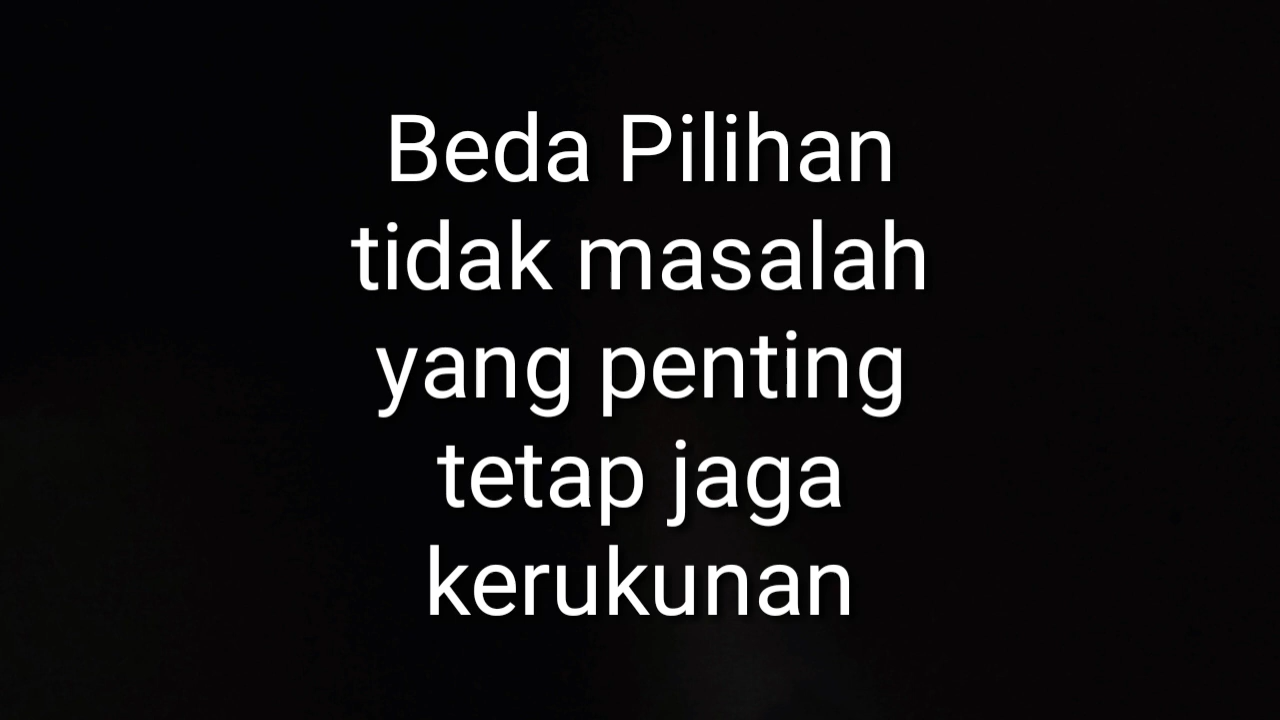 Beda Pilihan
tidak masalah
yang penting
tetap jaga
kerukunan